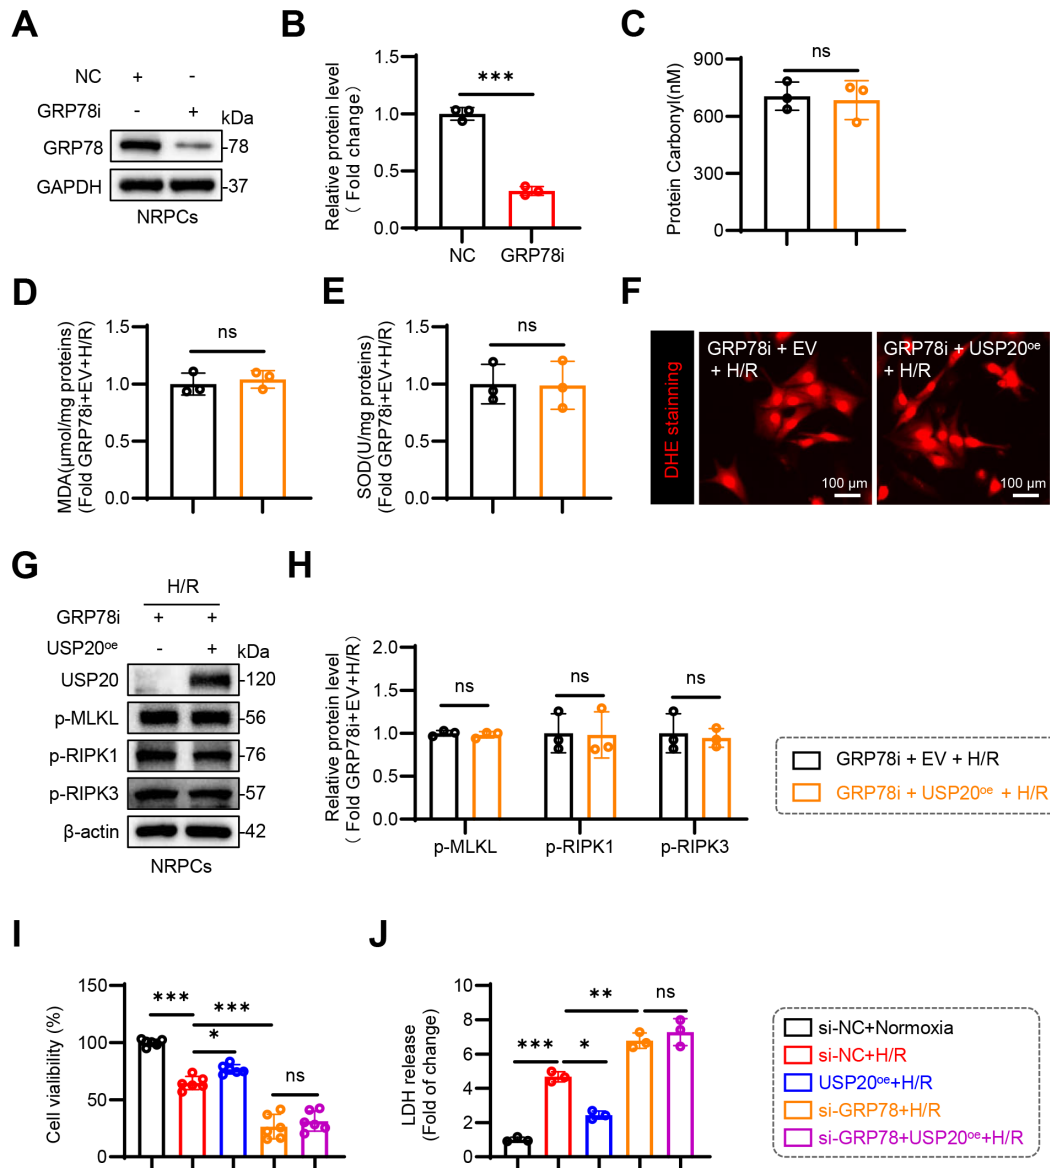 A
NC + -
GRP78i - + kDa
GRP78 -78
GAPDH -37
NRPCs
B
Relative protein level
( Fold change)
1.5
1.0
0.5
0.0
***
NC GRP78i
C
Protein Carbonyl(nM)
900
600
300
0
ns
D
MDA(μmol/mg proteins)
(Fold GRP78i+EV+H/R)
1.5
1.0
0.5
0.0
ns
E
SOD(U/mg proteins)
(Fold GRP78i+EV+H/R)
1.5
1.0
0.5
0.0
ns
F
DHE stainning
GRP78i + EV
+ H/R
100 μm
GRP78i + USP20ᵒᵉ
+ H/R
100 μm
G
H/R
GRP78i + +
USP20ᵒᵉ - + kDa
USP20 -120
p-MLKL -56
p-RIPK1 -76
p-RIPK3 -57
β-actin -42
NRPCs
H
Relative protein level
( Fold GRP78i+EV+H/R)
2.0
1.5
1.0
0.5
0.0
ns ns ns
p-MLKL p-RIPK1 p-RIPK3
GRP78i + EV + H/R
GRP78i + USP20ᵒᵉ + H/R
I
Cell vialibility (%)
150
100
50
0
***
***
*
ns
J
LDH release
(Fold of change)
10
8
6
4
2
0
***
*
**
ns
si-NC+Normoxia
si-NC+H/R
USP20ᵒᵉ+H/R
si-GRP78+H/R
si-GRP78+USP20ᵒᵉ+H/R